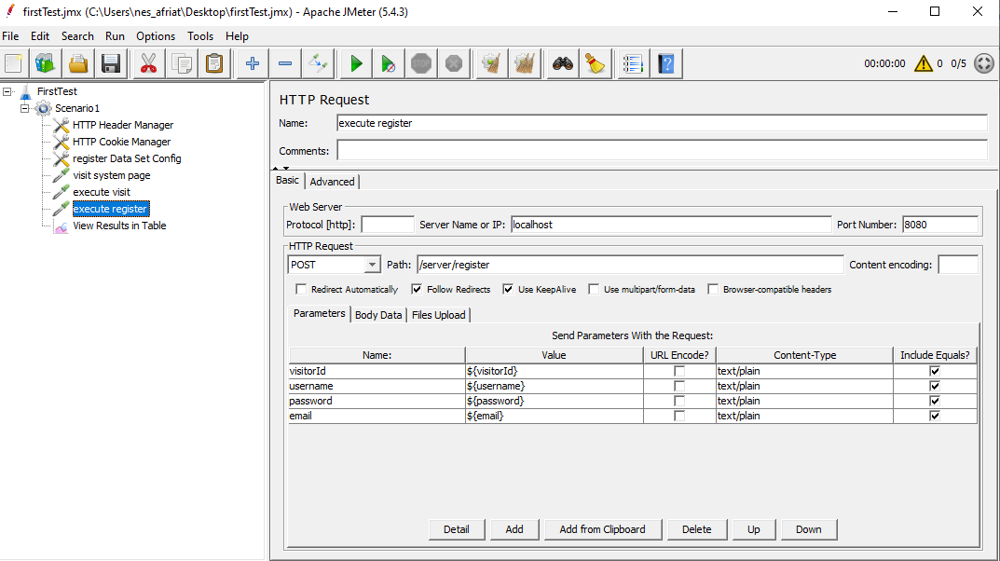 firstTest.jmx (C:\Users\nes_afriat\Desktop\firstTest.jmx) - Apache JMeter (5.4.3)
File Edit Search Run Options Tools Help
STOP 00:00:00 0 0/5
FirstTest
Scenario1
HTTP Header Manager
HTTP Cookie Manager
register Data Set Config
visit system page
execute visit
execute register
View Results in Table
HTTP Request
Name: execute register
Comments:
Basic Advanced
Web Server
Protocol [http]: Server Name or IP: localhost Port Number: 8080
HTTP Request
POST Path: /server/register Content encoding:
Redirect Automatically Follow Redirects Use KeepAlive Use multipart/form-data Browser-compatible headers
Parameters Body Data Files Upload
Send Parameters With the Request:
Name: Value URL Encode? Content-Type Include Equals?
visitorId ${visitorId} text/plain
username ${username} text/plain
password ${password} text/plain
email ${email} text/plain
Detail Add Add from Clipboard Delete Up Down